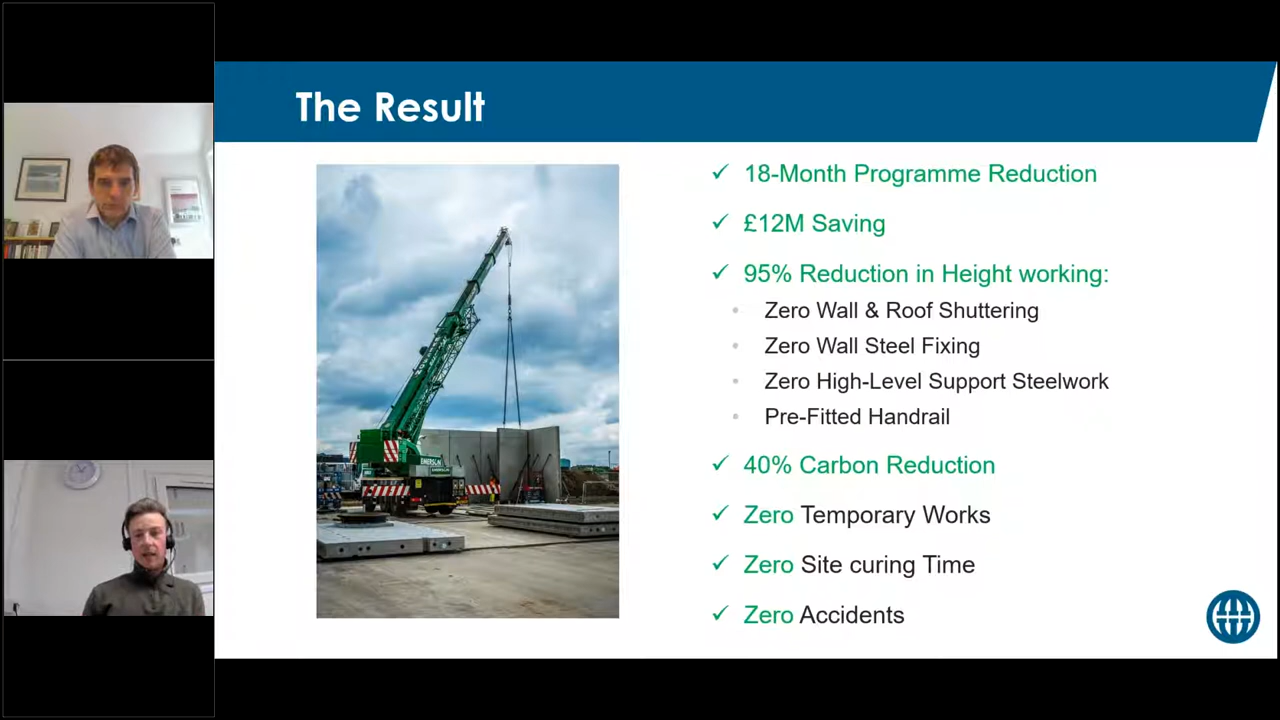 The Result
18-Month Programme Reduction
£12M Saving
95% Reduction in Height working:
Zero Wall & Roof Shuttering
Zero Wall Steel Fixing
Zero High-Level Support Steelwork
Pre-Fitted Handrail
40% Carbon Reduction
Zero Temporary Works
Zero Site curing Time
Zero Accidents
EMERSON